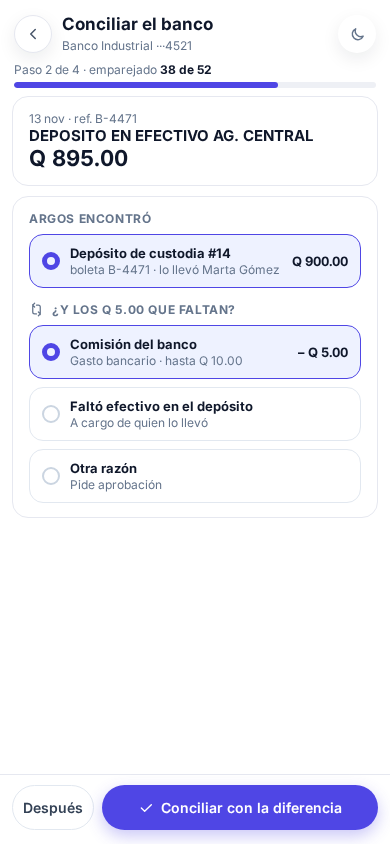 Conciliar el banco
Banco Industrial ···4521
Paso 2 de 4 · emparejado 38 de 52
13 nov · ref. B-4471
DEPOSITO EN EFECTIVO AG. CENTRAL
Q 895.00
ARGOS ENCONTRÓ
Depósito de custodia #14
boleta B-4471 · lo llevó Marta Gómez
Q 900.00
¿Y LOS Q 5.00 QUE FALTAN?
Comisión del banco
Gasto bancario · hasta Q 10.00
– Q 5.00
Faltó efectivo en el depósito
A cargo de quien lo llevó
Otra razón
Pide aprobación
Después
Conciliar con la diferencia